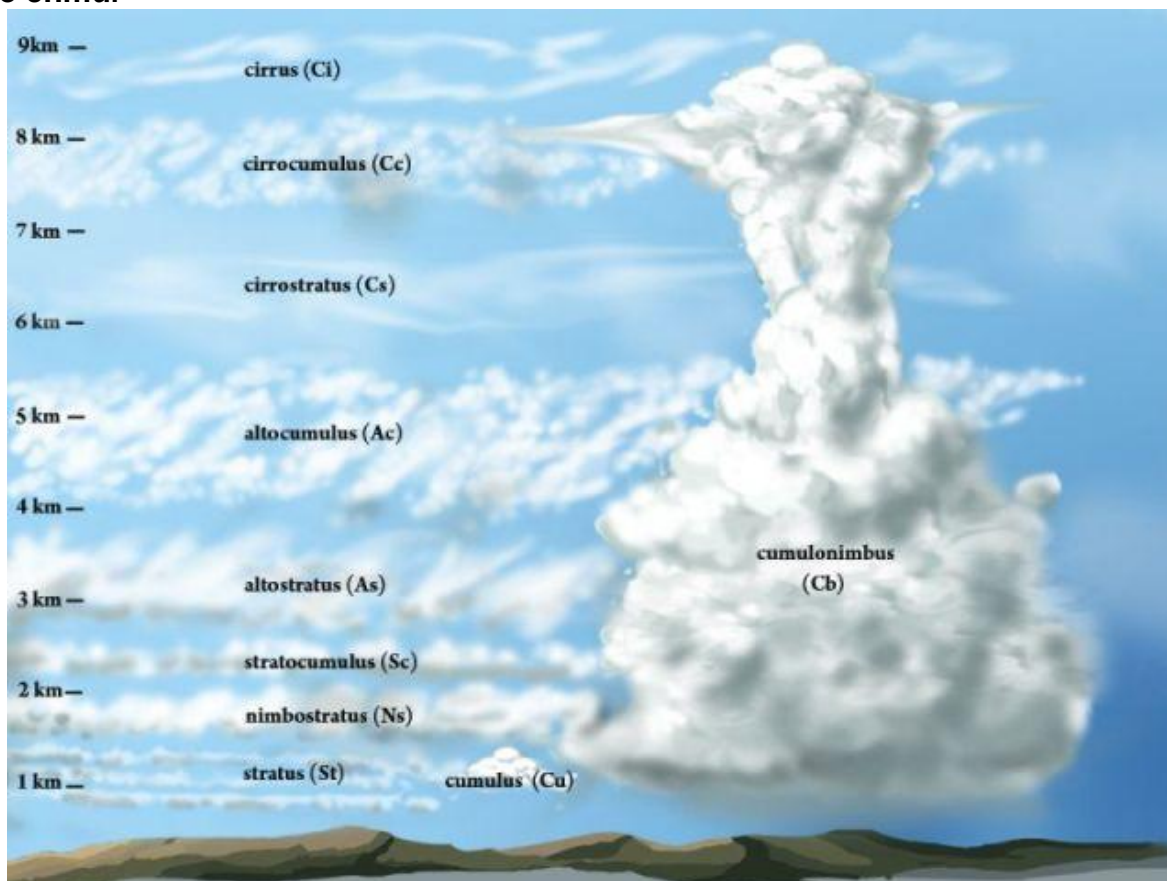 9km
cirrus (Ci)
8 km
cirrocumulus (Cc)
7 km
cirrostratus (Cs)
6 km
5 km
altocumulus (Ac)
4 km
cumulonimbus
(Cb)
altostratus (As)
3 km
stratocumulus (Sc)
2 km
nimbostratus (Ns)
stratus (St)
cumulus (Cu)
1 km